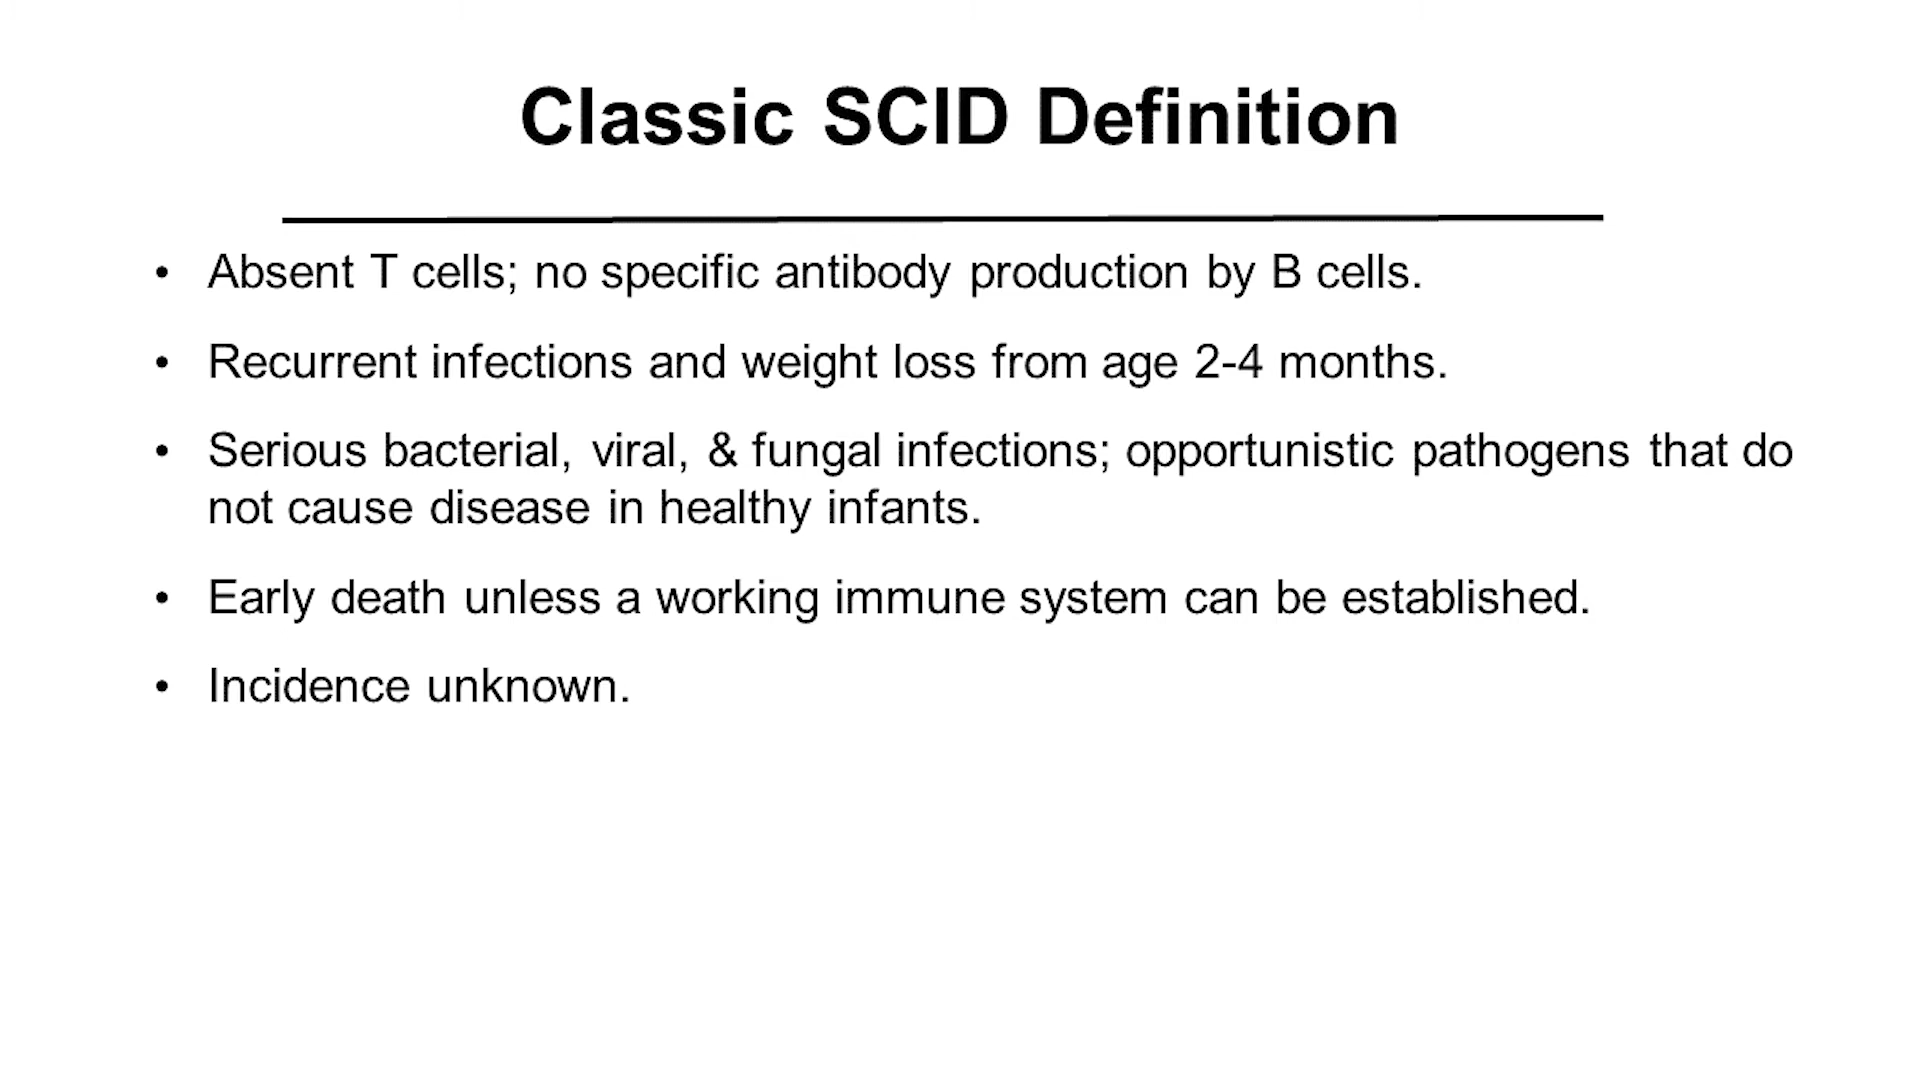 Classic SCID Definition
• Absent T cells; no specific antibody production by B cells.
• Recurrent infections and weight loss from age 2-4 months.
• Serious bacterial, viral, & fungal infections; opportunistic pathogens that do
not cause disease in healthy infants.
• Early death unless a working immune system can be established.
• Incidence unknown.